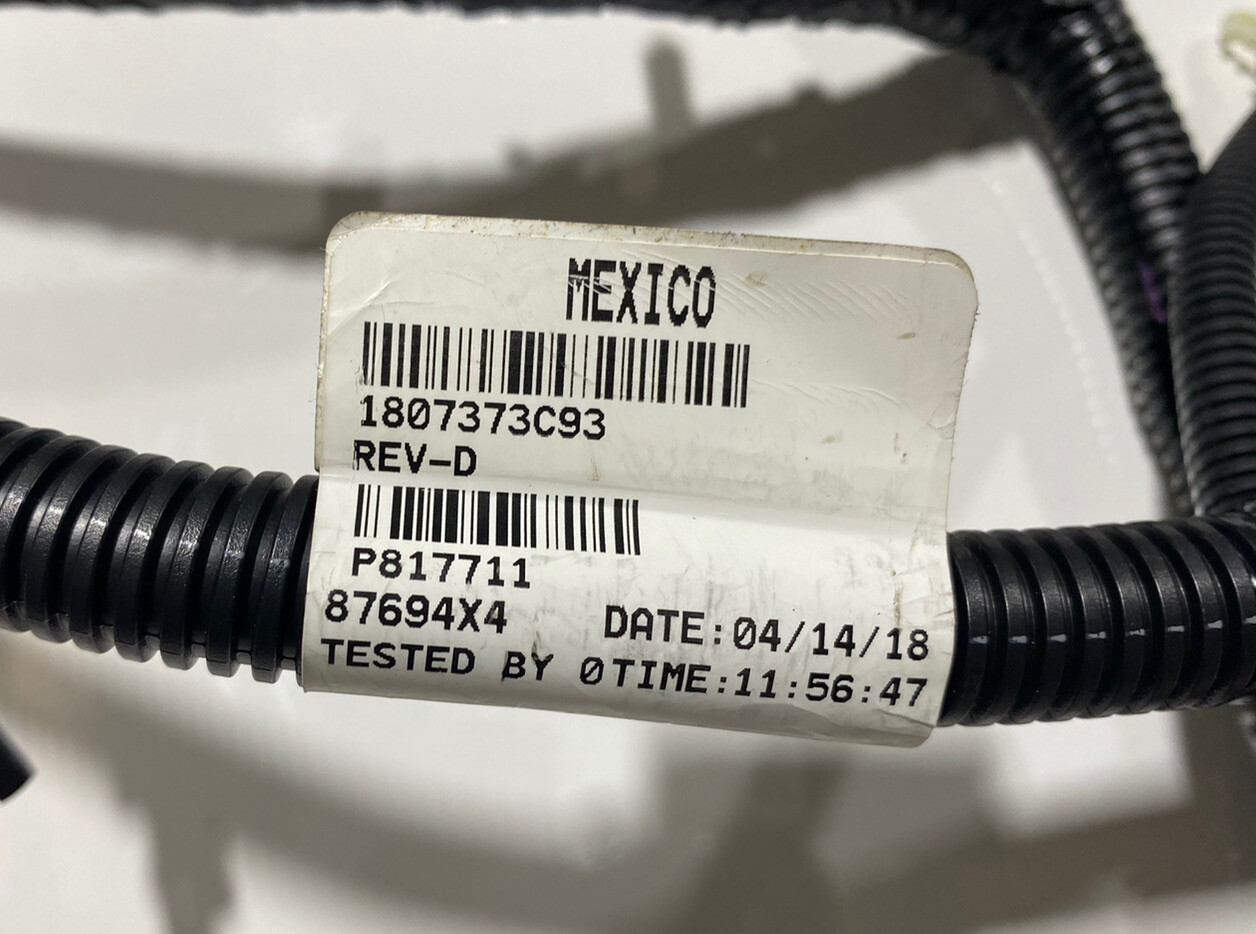 MEXICO
1807373C93
REV-D
P817711
87694X4 DATE:04/14/18
TESTED BY 0TIME:11:56:47